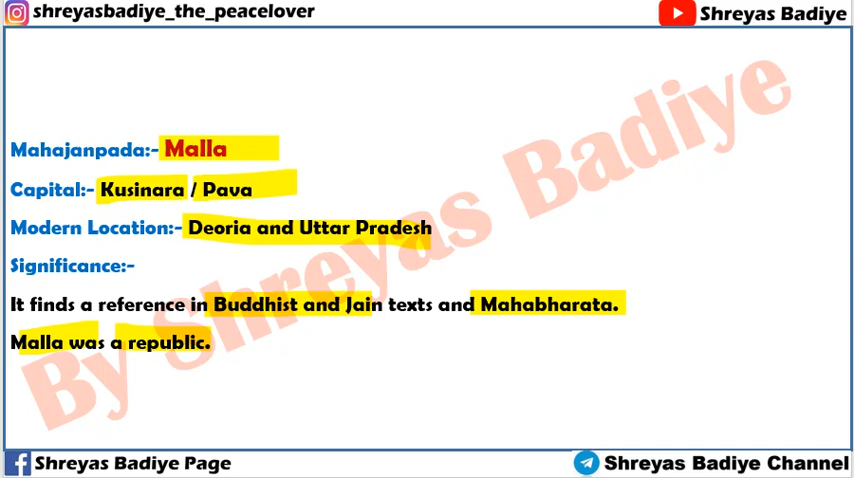 shreyasbadiye_the_peacelover
Shreyas Badiye
Mahajanpada:- Malla
Capital:- Kusinara / Pava
Modern Location:- Deoria and Uttar Pradesh
Significance:-
It finds a reference in Buddhist and Jain texts and Mahabharata.
Malla was a republic.
By Shreyas Badiye
Shreyas Badiye Page
Shreyas Badiye Channel